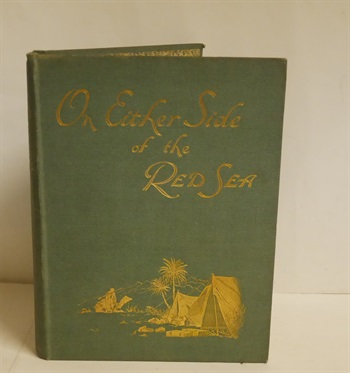 On Either Side
of the
RED SEA